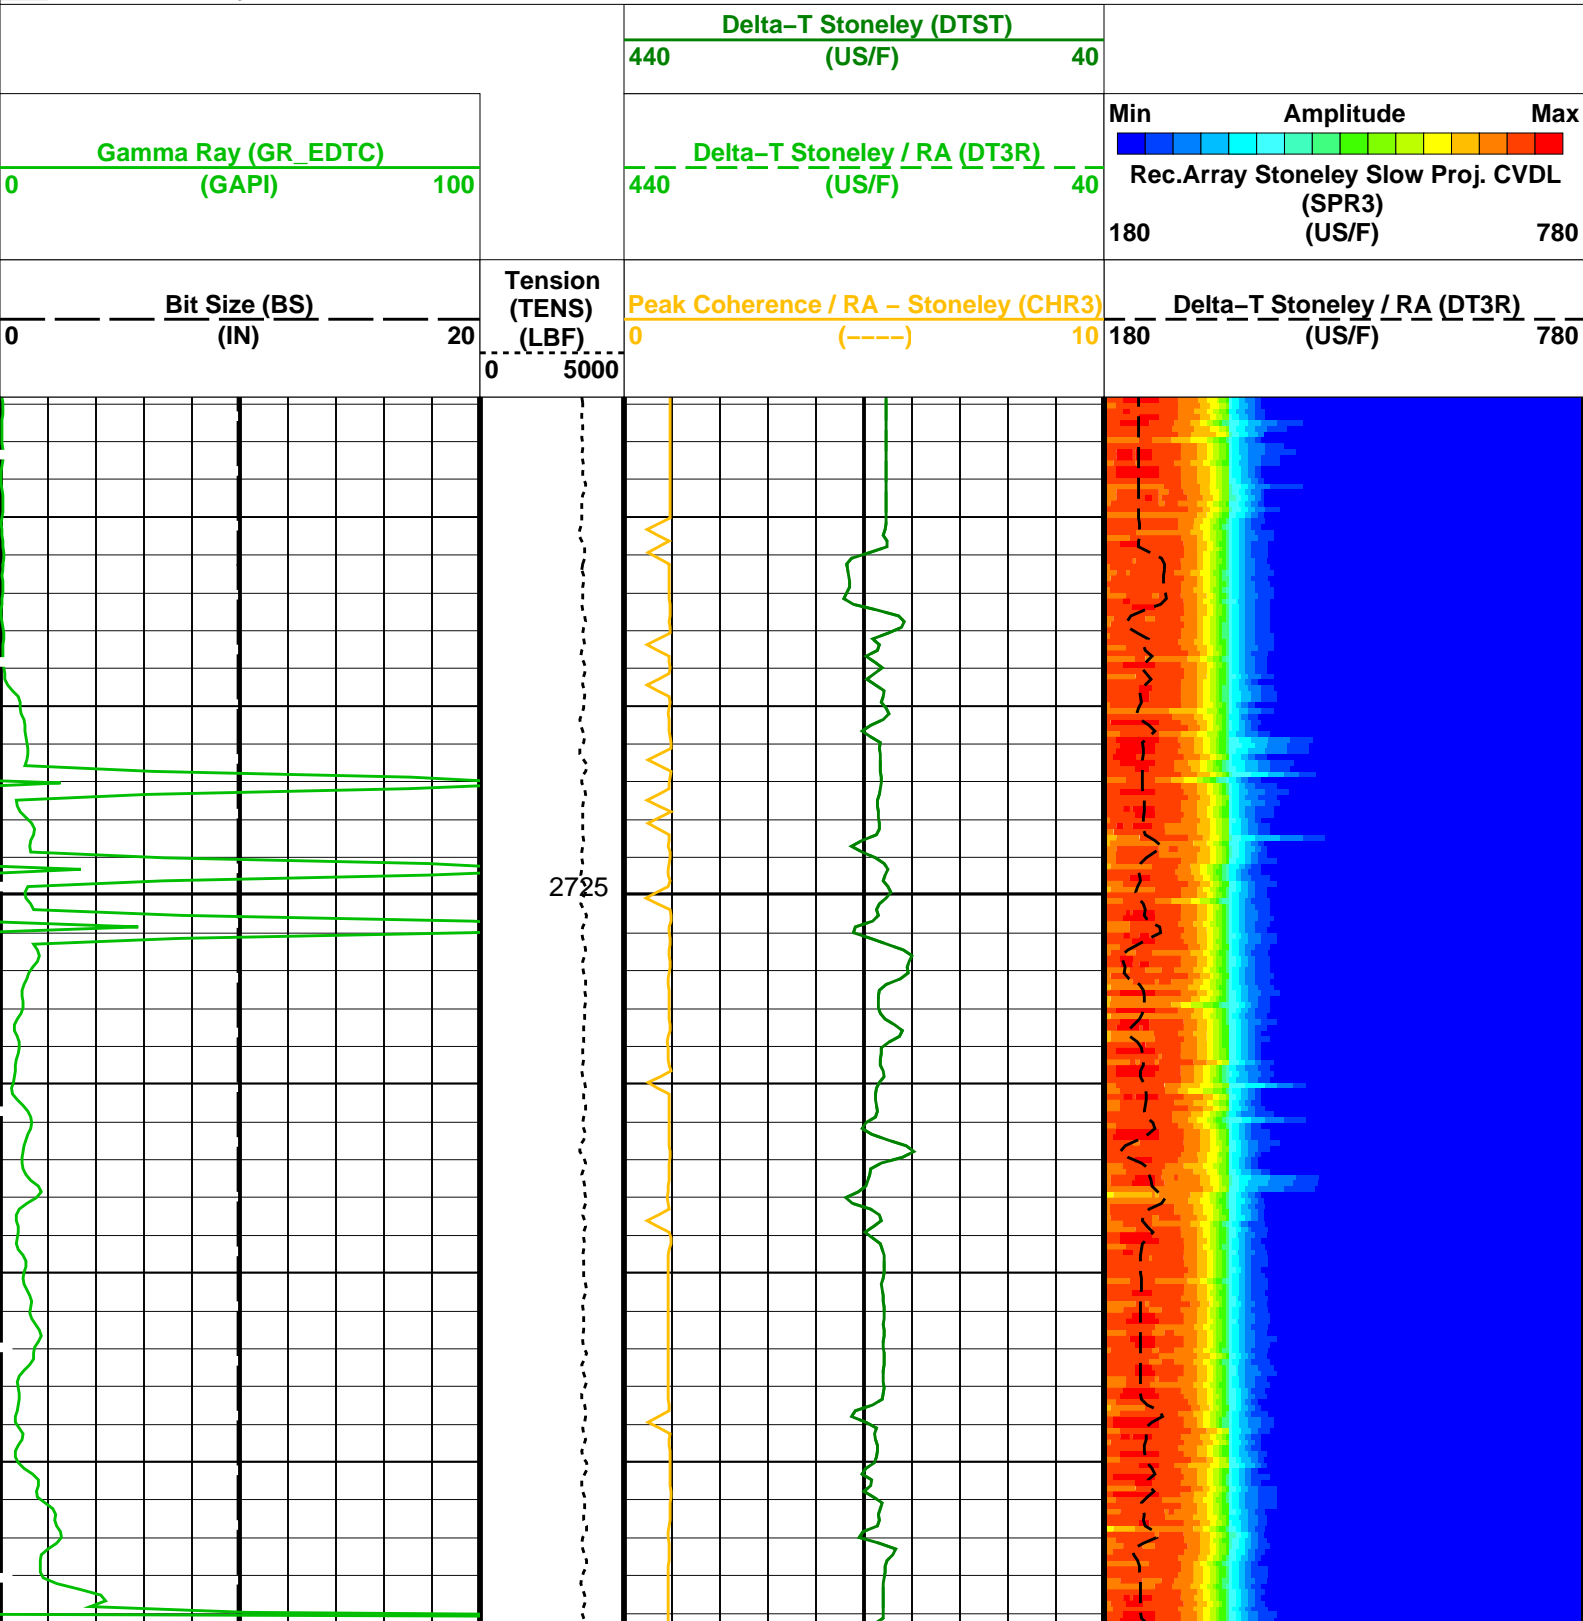 Delta–T Stoneley (DTST)
440 (US/F) 40
Gamma Ray (GR_EDTC)
0 (GAPI) 100
Delta–T Stoneley / RA (DT3R)
440 (US/F) 40
Min Amplitude Max
Rec.Array Stoneley Slow Proj. CVDL
(SPR3)
180 (US/F) 780
Bit Size (BS)
0 (IN) 20
Tension
(TENS)
(LBF)
0 5000
Peak Coherence / RA – Stoneley (CHR3)
0 (––––) 10
Delta–T Stoneley / RA (DT3R)
180 (US/F) 780
2725